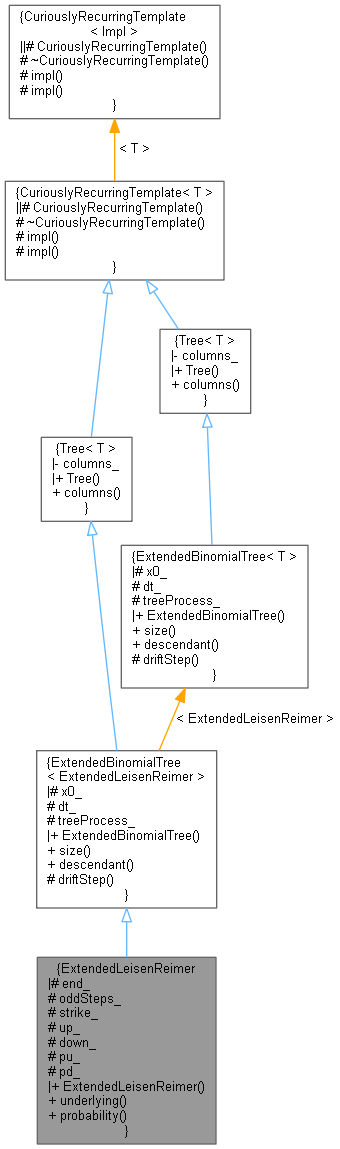 {CuriouslyRecurringTemplate
< Impl >
||# CuriouslyRecurringTemplate()
# ~CuriouslyRecurringTemplate()
# impl()
# impl()
}
< T >
{CuriouslyRecurringTemplate< T >
||# CuriouslyRecurringTemplate()
# ~CuriouslyRecurringTemplate()
# impl()
# impl()
}
{Tree< T >
|- columns_
|+ Tree()
+ columns()
}
{Tree< T >
|- columns_
|+ Tree()
+ columns()
}
{ExtendedBinomialTree< T >
|# x0_
# dt_
# treeProcess_
|+ ExtendedBinomialTree()
+ size()
+ descendant()
# driftStep()
}
< ExtendedLeisenReimer >
{ExtendedBinomialTree
< ExtendedLeisenReimer >
|# x0_
# dt_
# treeProcess_
|+ ExtendedBinomialTree()
+ size()
+ descendant()
# driftStep()
}
{ExtendedLeisenReimer
|# end_
# oddSteps_
# strike_
# up_
# down_
# pu_
# pd_
|+ ExtendedLeisenReimer()
+ underlying()
+ probability()
}